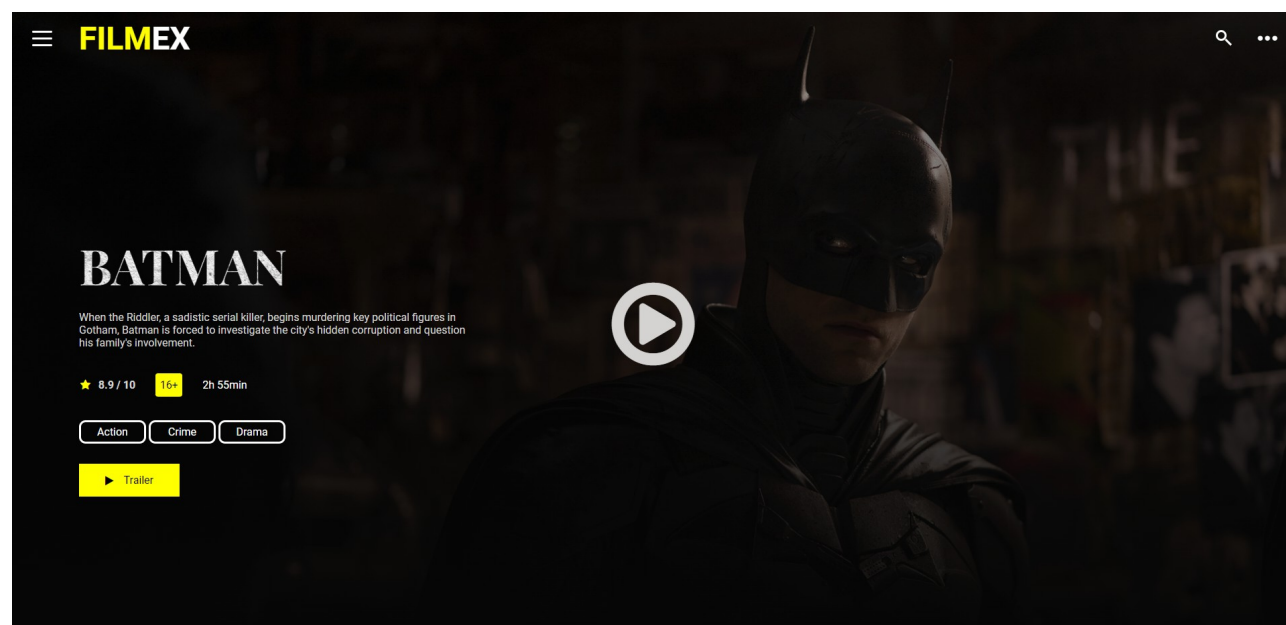 FILMEX
THE
BATMAN
When the Riddler, a sadistic serial killer, begins murdering key political figures in
Gotham, Batman is forced to investigate the city's hidden corruption and question
his family's involvement.
8.9 / 10 16+ 2h 55min
Action Crime Drama
Trailer